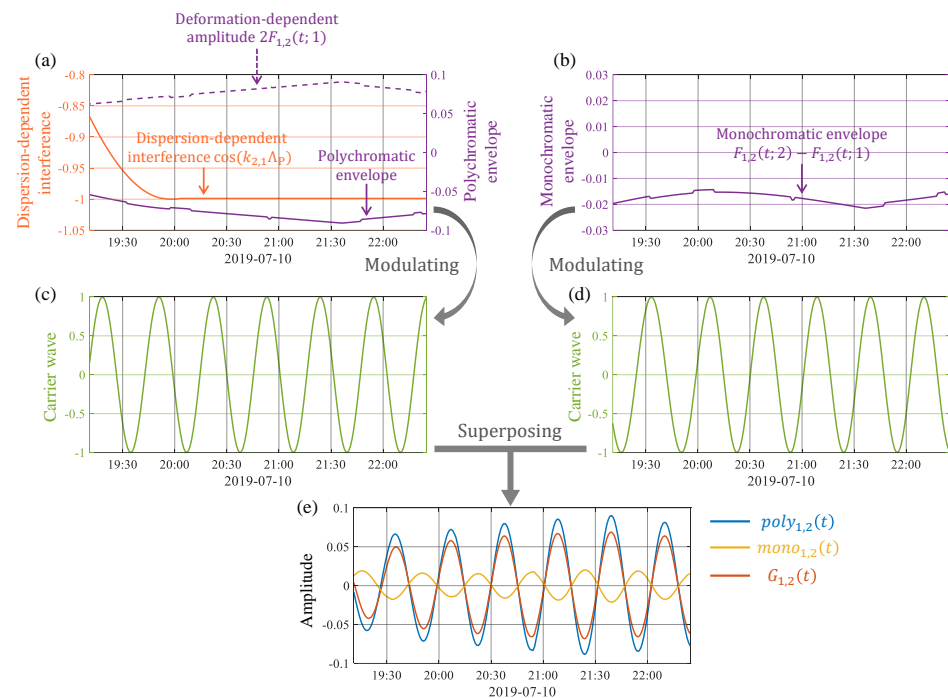 Deformation-dependent
amplitude 2F₁,₂(t; 1)
(a)
-0.8
-0.85
-0.9
-0.95
-1
-1.05
Dispersion-dependent
interference
0.1
0.05
0
-0.05
-0.1
Polychromatic
envelope
Dispersion-dependent
interference cos(k₂,₁Λ_P)
Polychromatic
envelope
19:30 20:00 20:30 21:00 21:30 22:00
2019-07-10
(b)
0.03
0.02
0.01
0
-0.01
-0.02
-0.03
Monochromatic
envelope
Monochromatic envelope
F₁,₂(t; 2) − F₁,₂(t; 1)
19:30 20:00 20:30 21:00 21:30 22:00
2019-07-10
Modulating
Modulating
(c)
1
0.5
0
-0.5
-1
Carrier wave
19:30 20:00 20:30 21:00 21:30 22:00
2019-07-10
(d)
1
0.5
0
-0.5
-1
Carrier wave
19:30 20:00 20:30 21:00 21:30 22:00
2019-07-10
Superposing
(e)
0.1
0.05
0
-0.05
-0.1
Amplitude
19:30 20:00 20:30 21:00 21:30 22:00
2019-07-10
poly₁,₂(t)
mono₁,₂(t)
G₁,₂(t)